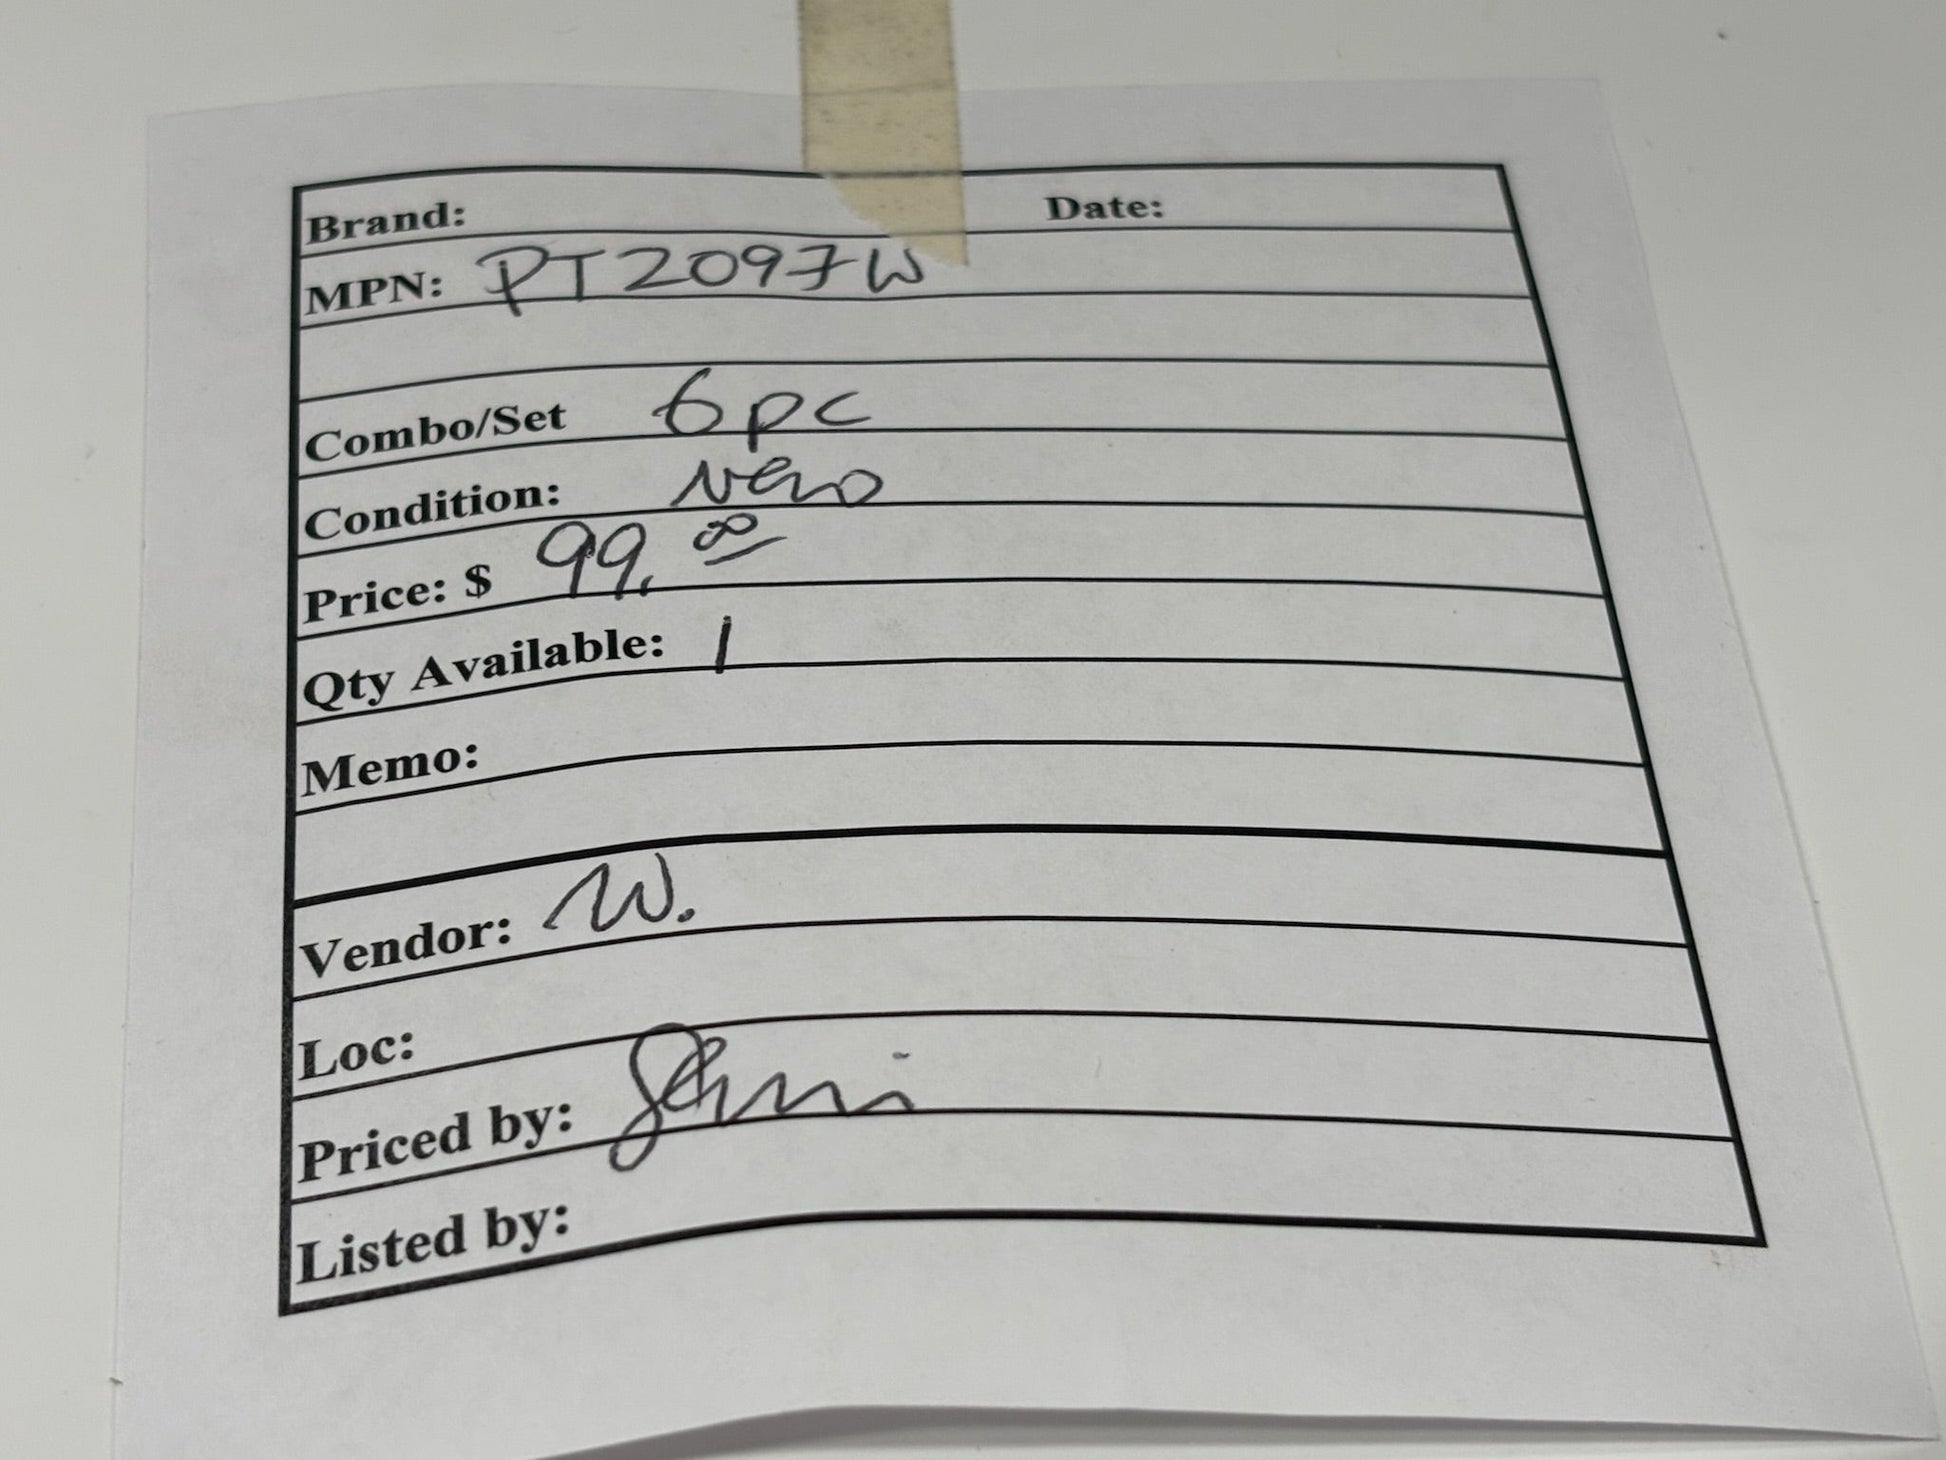 Brand: Date:
MPN: PT2097W
Combo/Set 6pc
Condition: New
Price: $ 99.00
Qty Available: 1
Memo:
Vendor: W.
Loc:
Priced by:
Listed by: